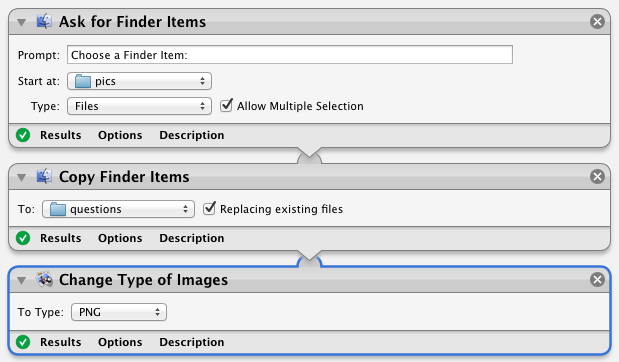 Ask for Finder Items
Prompt: Choose a Finder Item:
Start at: pics
Type: Files Allow Multiple Selection
Results Options Description
Copy Finder Items
To: questions Replacing existing files
Results Options Description
Change Type of Images
To Type: PNG
Results Options Description